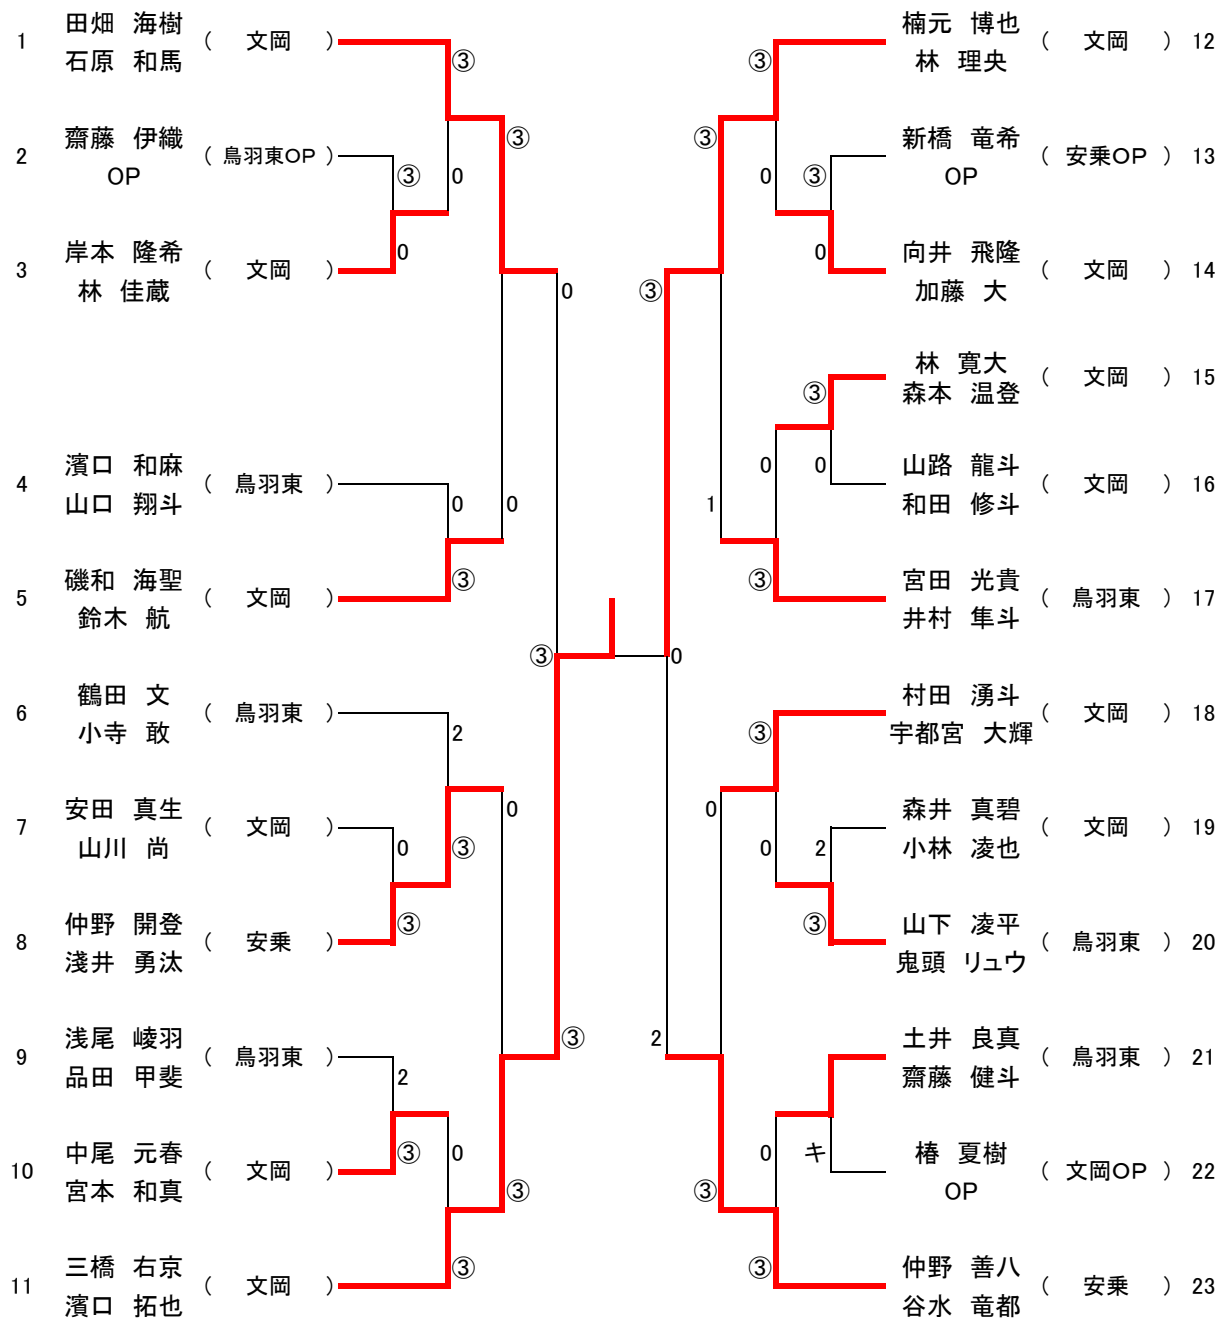 1 田畑 海樹 石原 和馬 ( 文岡 )
2 齋藤 伊織 OP ( 鳥羽東OP )
3 岸本 隆希 林 佳蔵 ( 文岡 )
4 濱口 和麻 山口 翔斗 ( 鳥羽東 )
5 磯和 海聖 鈴木 航 ( 文岡 )
6 鶴田 文 小寺 敢 ( 鳥羽東 )
7 安田 真生 山川 尚 ( 文岡 )
8 仲野 開登 淺井 勇汰 ( 安乗 )
9 浅尾 崚羽 品田 甲斐 ( 鳥羽東 )
10 中尾 元春 宮本 和真 ( 文岡 )
11 三橋 右京 濱口 拓也 ( 文岡 )
③
③
③ 0
0
0
0 0
③
2
0
0 ③
③
2
③ 0
③
③
③
0
③
③
0
2
③
③
0 ③
0
③
0 0
1
③
③
0
0 2
③
0 キ
③
③
楠元 博也 林 理央 ( 文岡 ) 12
新橋 竜希 OP ( 安乗OP ) 13
向井 飛隆 加藤 大 ( 文岡 ) 14
林 寛大 森本 温登 ( 文岡 ) 15
山路 龍斗 和田 修斗 ( 文岡 ) 16
宮田 光貴 井村 隼斗 ( 鳥羽東 ) 17
村田 湧斗 宇都宮 大輝 ( 文岡 ) 18
森井 真碧 小林 凌也 ( 文岡 ) 19
山下 凌平 鬼頭 リュウ ( 鳥羽東 ) 20
土井 良真 齋藤 健斗 ( 鳥羽東 ) 21
椿 夏樹 OP ( 文岡OP ) 22
仲野 善八 谷水 竜都 ( 安乗 ) 23